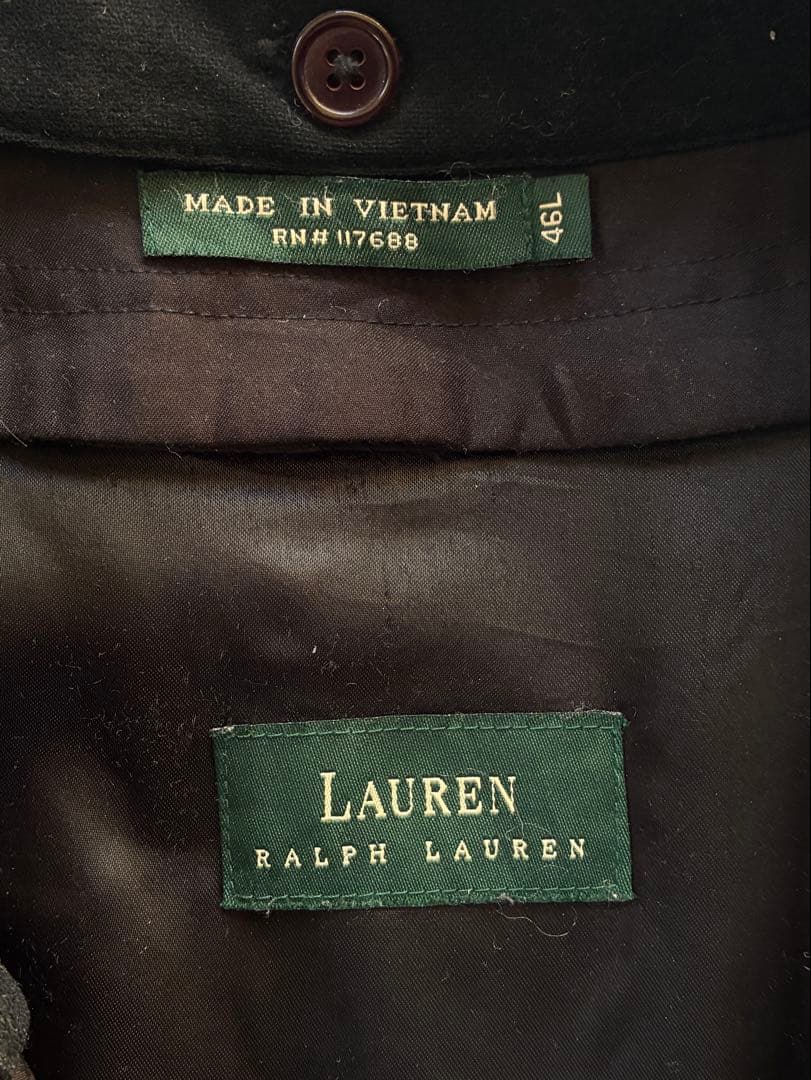 MADE IN VIETNAM
RN# 117688
46L
LAUREN
RALPH LAUREN